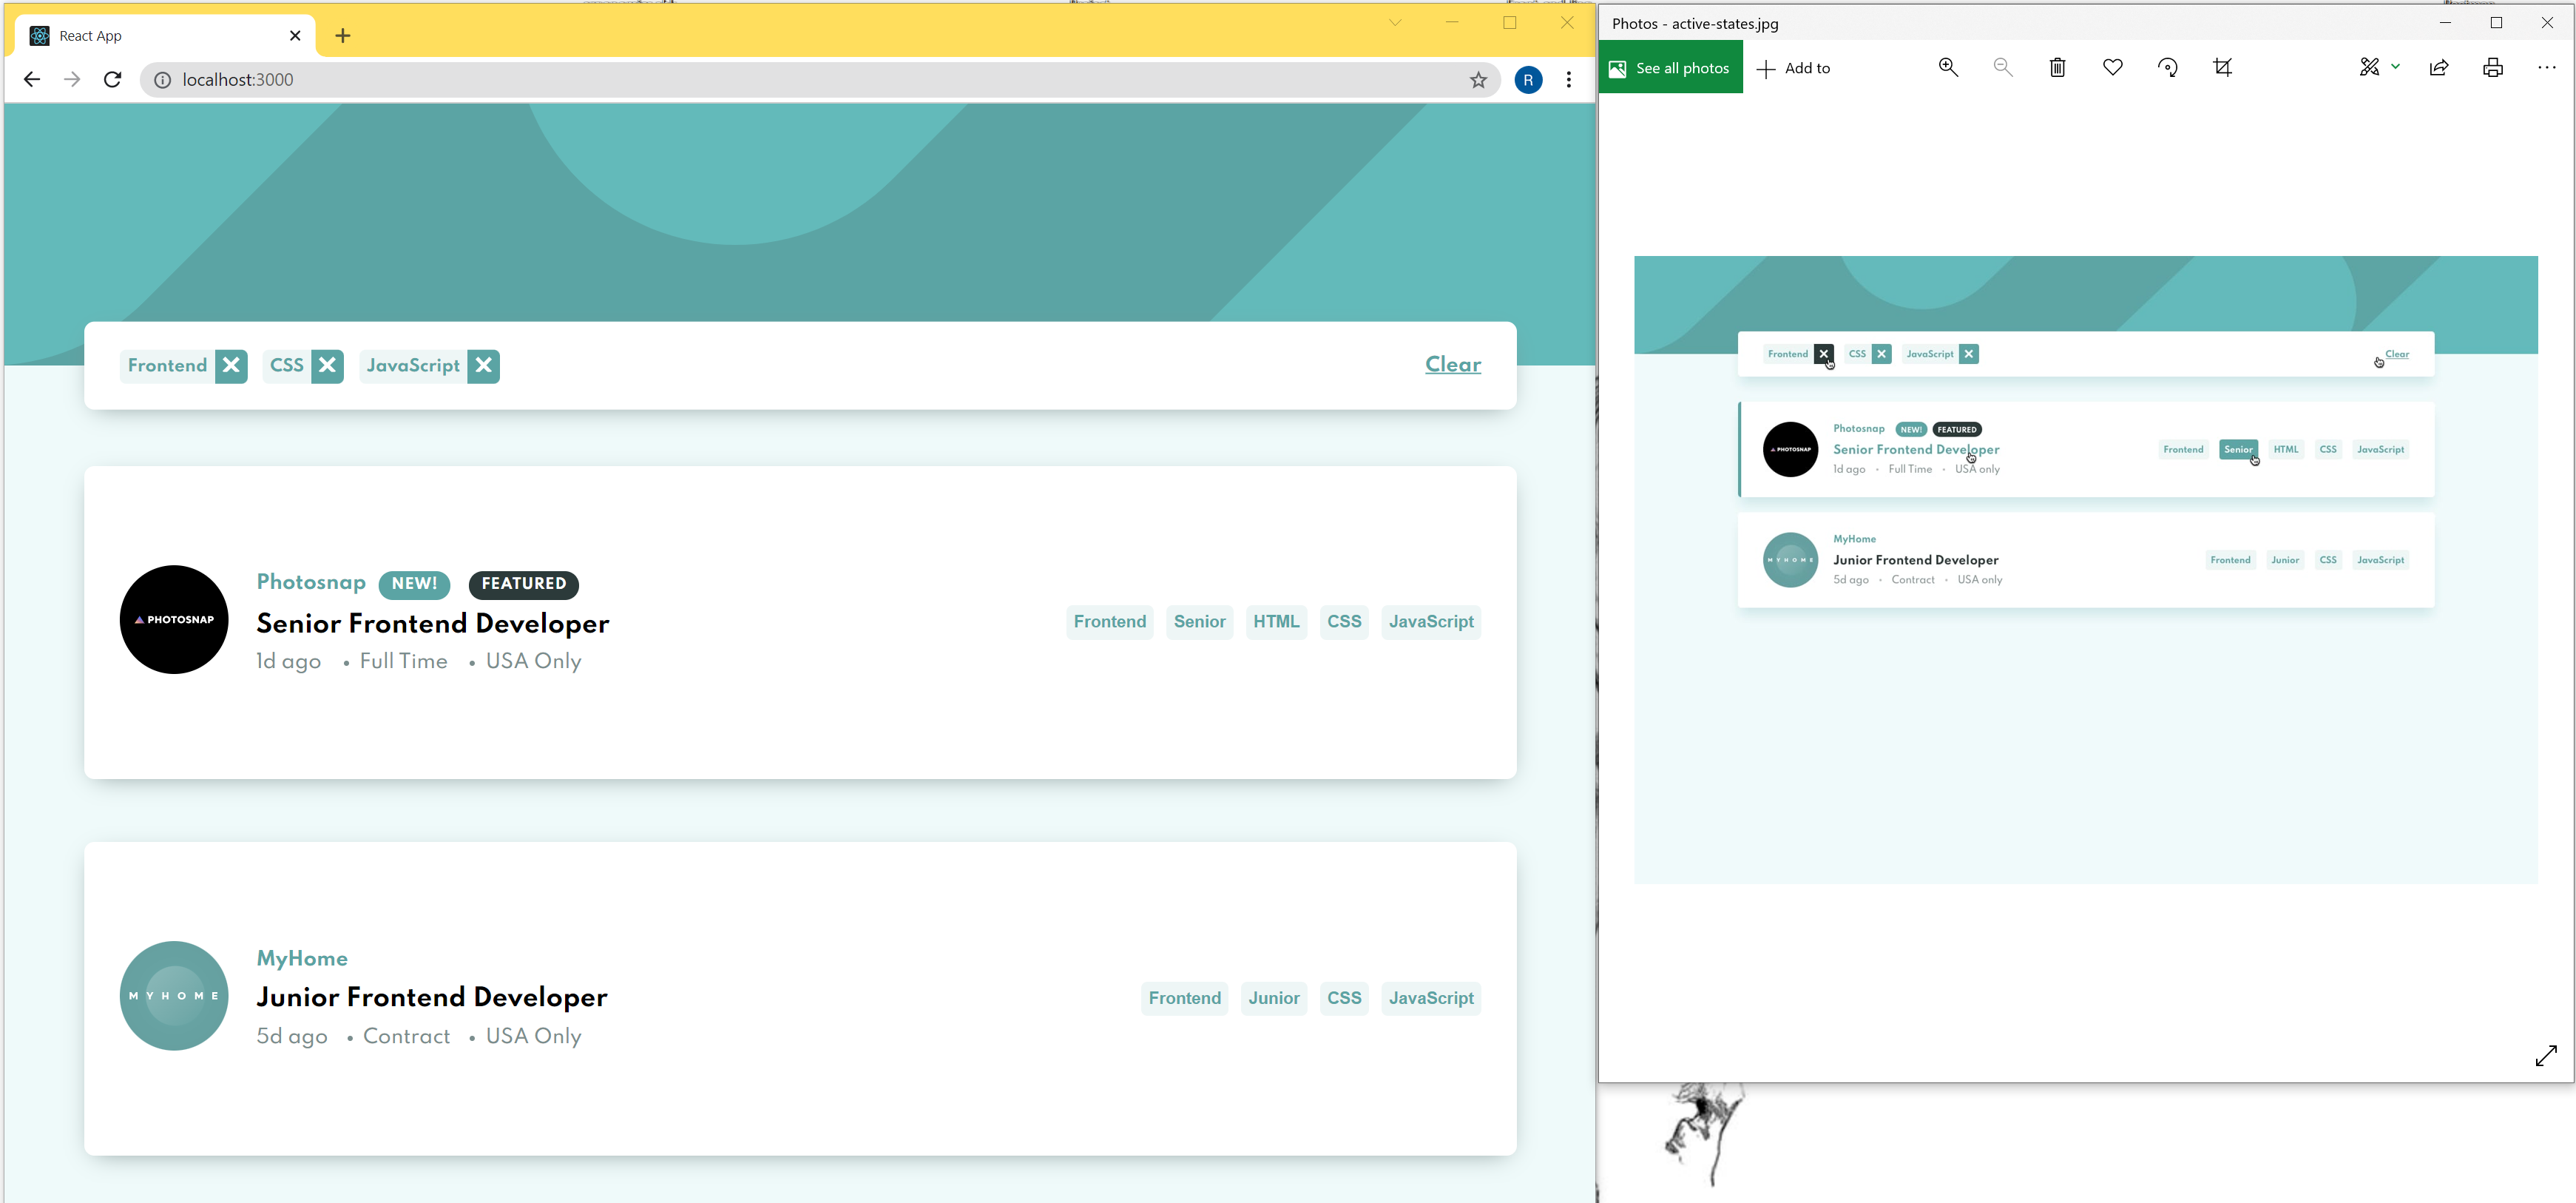 React App
localhost:3000
R
Frontend CSS JavaScript Clear
PHOTOSNAP
Photosnap NEW! FEATURED
Senior Frontend Developer
1d ago • Full Time • USA Only
Frontend Senior HTML CSS JavaScript
MYHOME
MyHome
Junior Frontend Developer
5d ago • Contract • USA Only
Frontend Junior CSS JavaScript
Photos - active-states.jpg
See all photos Add to
Frontend CSS JavaScript Clear
PHOTOSNAP
Photosnap NEW! FEATURED
Senior Frontend Developer
1d ago • Full Time • USA only
Frontend Senior HTML CSS JavaScript
MYHOME
MyHome
Junior Frontend Developer
5d ago • Contract • USA only
Frontend Junior CSS JavaScript